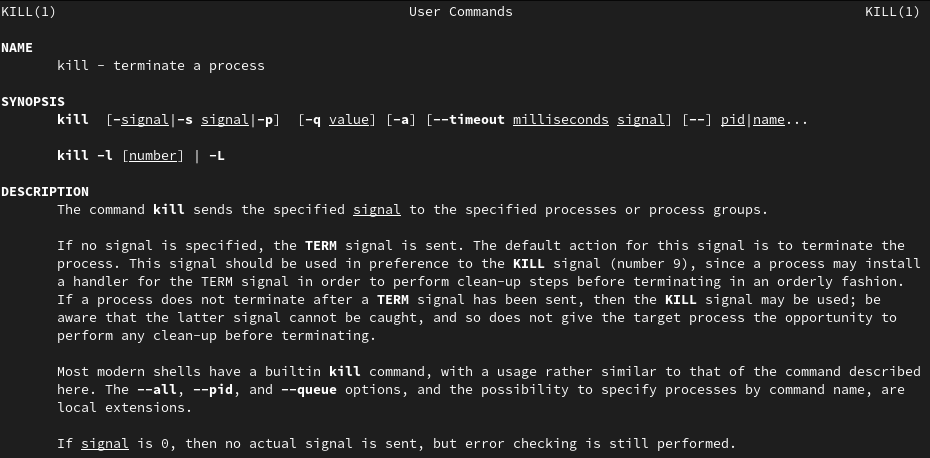 KILL(1) User Commands KILL(1)
NAME
kill - terminate a process
SYNOPSIS
kill [-signal|-s signal|-p] [-q value] [-a] [--timeout milliseconds signal] [--] pid|name...
kill -l [number] | -L
DESCRIPTION
The command kill sends the specified signal to the specified processes or process groups.
If no signal is specified, the TERM signal is sent. The default action for this signal is to terminate the
process. This signal should be used in preference to the KILL signal (number 9), since a process may install
a handler for the TERM signal in order to perform clean-up steps before terminating in an orderly fashion.
If a process does not terminate after a TERM signal has been sent, then the KILL signal may be used; be
aware that the latter signal cannot be caught, and so does not give the target process the opportunity to
perform any clean-up before terminating.
Most modern shells have a builtin kill command, with a usage rather similar to that of the command described
here. The --all, --pid, and --queue options, and the possibility to specify processes by command name, are
local extensions.
If signal is 0, then no actual signal is sent, but error checking is still performed.